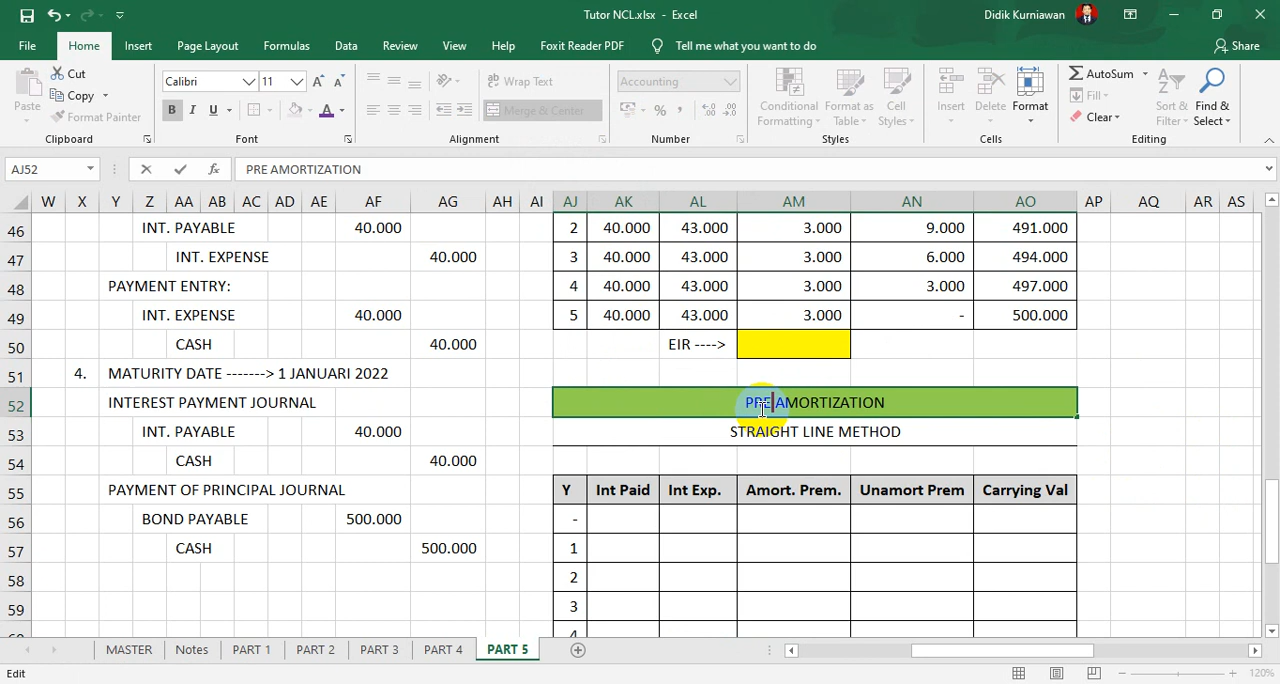 Tutor NCL.xlsx - Excel
Didik Kurniawan
File Home Insert Page Layout Formulas Data Review View Help Foxit Reader PDF Tell me what you want to do Share
Cut
Copy
Format Painter
Paste
Clipboard
Calibri 11
B I U
Font
Wrap Text
Merge & Center
Alignment
Accounting
Number
Conditional Formatting
Format as Table
Cell Styles
Styles
Insert Delete Format
Cells
AutoSum
Fill
Clear
Sort & Filter
Find & Select
Editing
AJ52 fx PRE AMORTIZATION
W X Y Z AA AB AC AD AE AF AG AH AI AJ AK AL AM AN AO AP AQ AR AS
46 INT. PAYABLE 40.000 2 40.000 43.000 3.000 9.000 491.000
47 INT. EXPENSE 40.000 3 40.000 43.000 3.000 6.000 494.000
48 PAYMENT ENTRY: 4 40.000 43.000 3.000 3.000 497.000
49 INT. EXPENSE 40.000 5 40.000 43.000 3.000 - 500.000
50 CASH 40.000 EIR ---->
51 4. MATURITY DATE -------> 1 JANUARI 2022
52 INTEREST PAYMENT JOURNAL PRE AMORTIZATION
53 INT. PAYABLE 40.000 STRAIGHT LINE METHOD
54 CASH 40.000
55 PAYMENT OF PRINCIPAL JOURNAL Y Int Paid Int Exp. Amort. Prem. Unamort Prem Carrying Val
56 BOND PAYABLE 500.000 -
57 CASH 500.000 1
58 2
59 3
60 4
MASTER Notes PART 1 PART 2 PART 3 PART 4 PART 5
Edit 120%